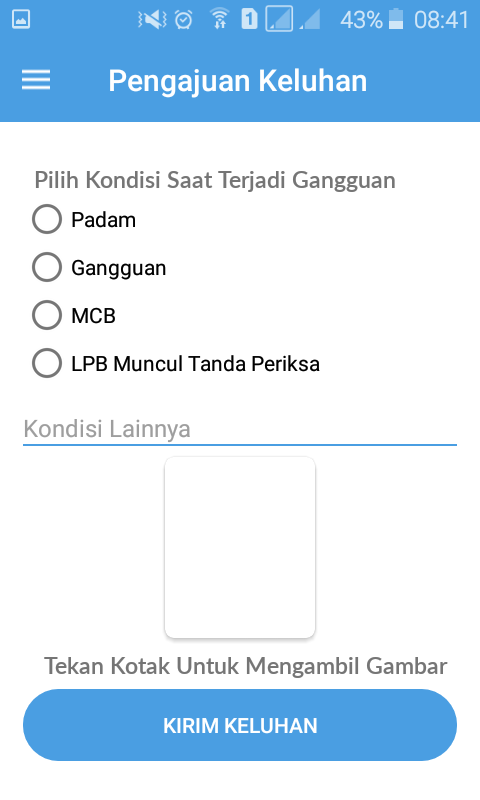 1 43% 08:41
Pengajuan Keluhan
Pilih Kondisi Saat Terjadi Gangguan
Padam
Gangguan
MCB
LPB Muncul Tanda Periksa
Kondisi Lainnya
Tekan Kotak Untuk Mengambil Gambar
KIRIM KELUHAN